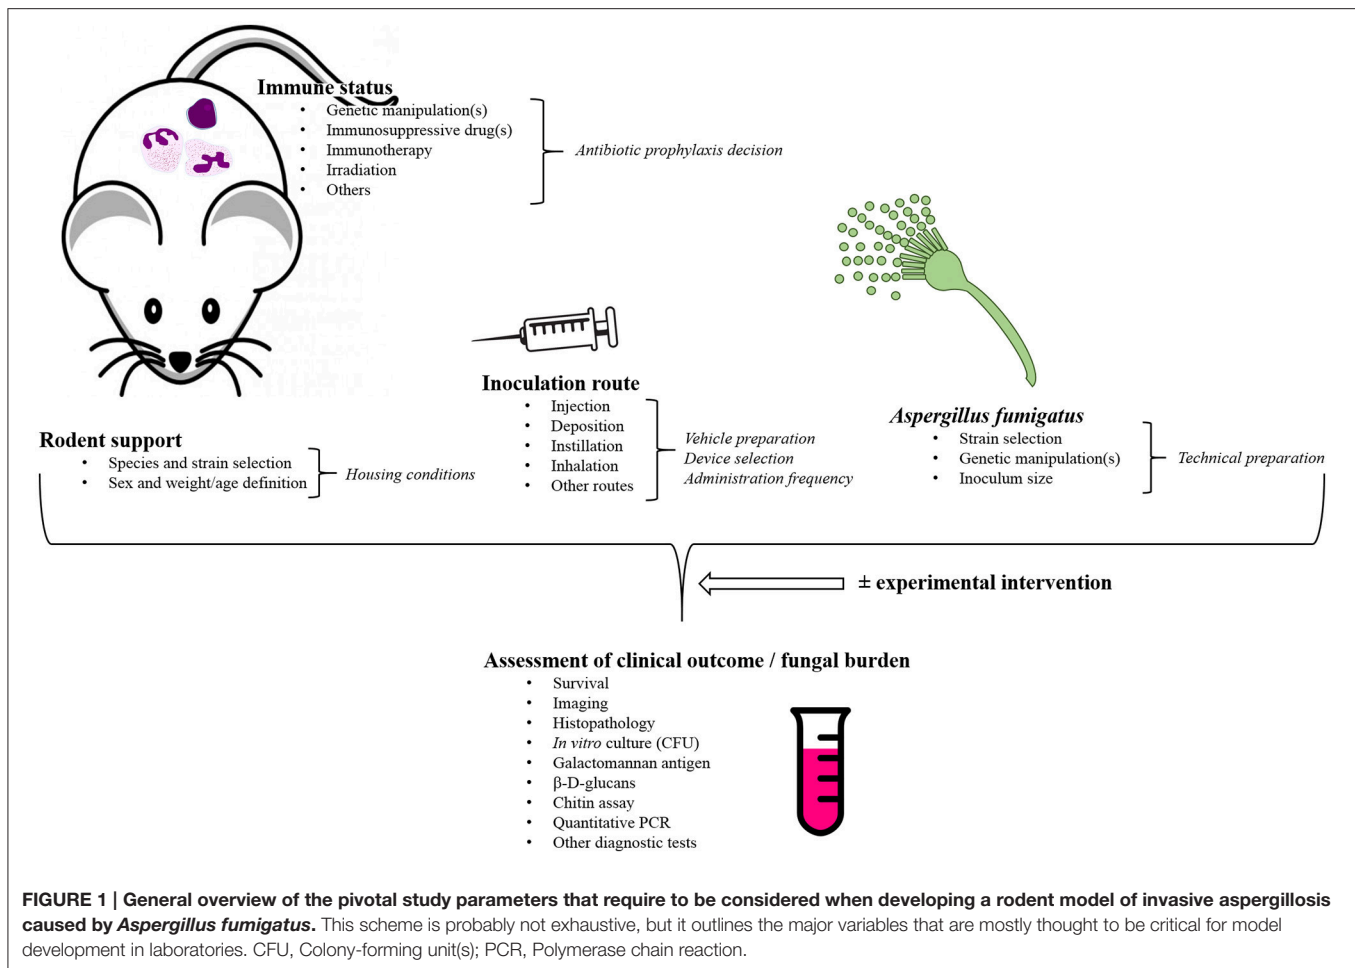 Immune status
• Genetic manipulation(s)
• Immunosuppressive drug(s)
• Immunotherapy
• Irradiation
• Others
Antibiotic prophylaxis decision
Rodent support
• Species and strain selection
• Sex and weight/age definition
Housing conditions
Inoculation route
• Injection
• Deposition
• Instillation
• Inhalation
• Other routes
Vehicle preparation
Device selection
Administration frequency
Aspergillus fumigatus
• Strain selection
• Genetic manipulation(s)
• Inoculum size
Technical preparation
± experimental intervention
Assessment of clinical outcome / fungal burden
• Survival
• Imaging
• Histopathology
• In vitro culture (CFU)
• Galactomannan antigen
• β-D-glucans
• Chitin assay
• Quantitative PCR
• Other diagnostic tests
FIGURE 1 | General overview of the pivotal study parameters that require to be considered when developing a rodent model of invasive aspergillosis
caused by Aspergillus fumigatus. This scheme is probably not exhaustive, but it outlines the major variables that are mostly thought to be critical for model
development in laboratories. CFU, Colony-forming unit(s); PCR, Polymerase chain reaction.